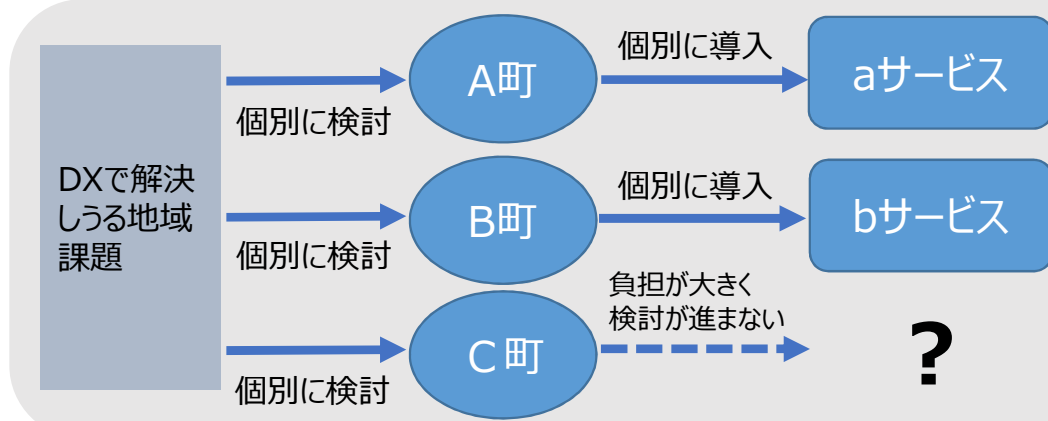 DXで解決
しうる地域
課題
個別に検討
A町
個別に導入
aサービス
個別に検討
B町
個別に導入
bサービス
個別に検討
C町
負担が大きく
検討が進まない
?